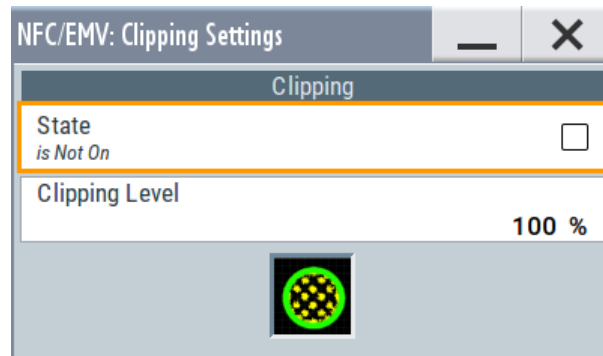 NFC/EMV: Clipping Settings
Clipping
State
is Not On
Clipping Level
100 %